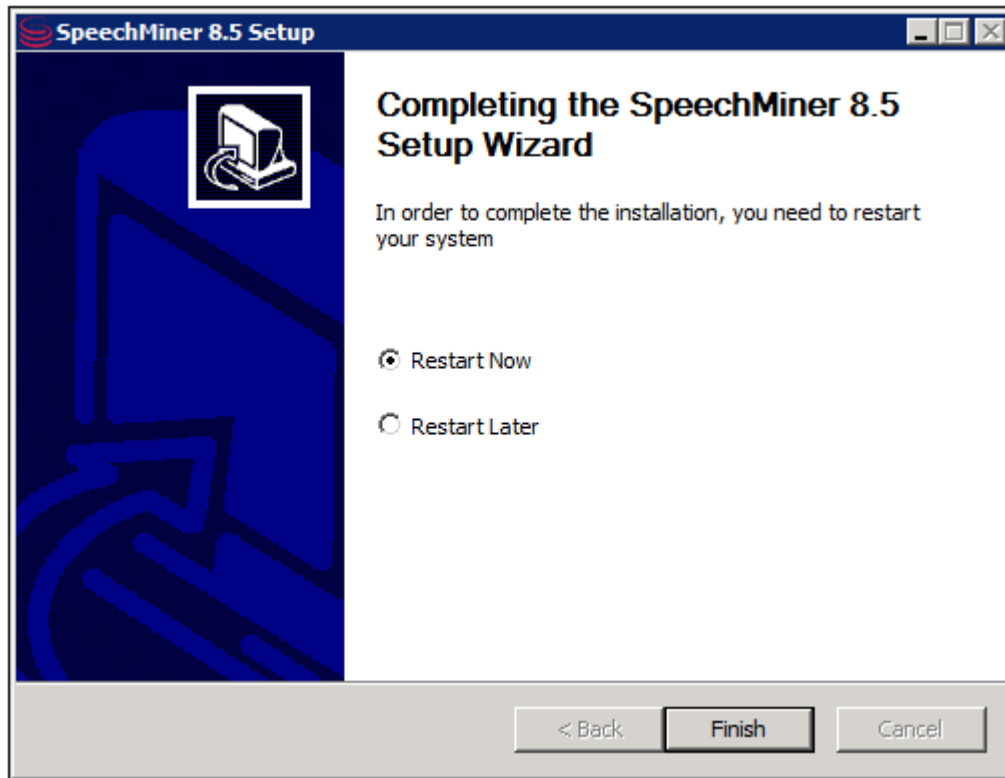 SpeechMiner 8.5 Setup
Completing the SpeechMiner 8.5
Setup Wizard
In order to complete the installation, you need to restart
your system
Restart Now
Restart Later
< Back
Finish
Cancel